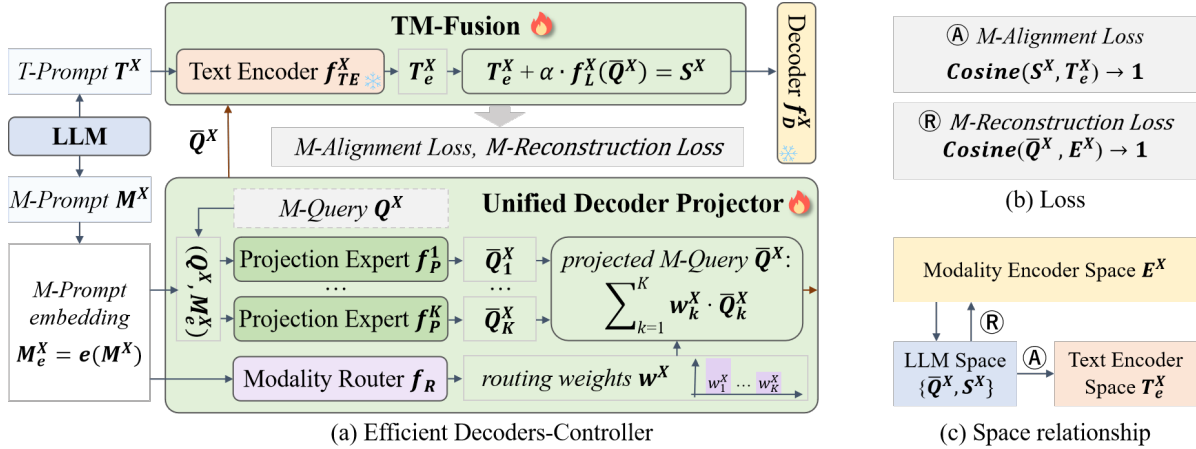 TM-Fusion
T-Prompt T^X
Text Encoder f_TE^X
T_e^X
T_e^X + α · f_L^X(Q̄^X) = S^X
Decoder f_D^X
LLM
Q̄^X
M-Alignment Loss, M-Reconstruction Loss
M-Prompt M^X
Unified Decoder Projector
M-Query Q^X
M-Prompt
embedding
M_e^X = e(M^X)
(Q^X, M_e^X)
Projection Expert f_P^1
Q̄_1^X
...
...
Projection Expert f_P^K
Q̄_K^X
projected M-Query Q̄^X:
∑_{k=1}^K w_k^X · Q̄_k^X
Modality Router f_R
routing weights w^X
w_1^X ... w_K^X
(a) Efficient Decoders-Controller
Ⓐ M-Alignment Loss
Cosine(S^X, T_e^X) → 1
Ⓡ M-Reconstruction Loss
Cosine(Q̄^X, E^X) → 1
(b) Loss
Modality Encoder Space E^X
Ⓡ
LLM Space
{Q̄^X, S^X}
Ⓐ
Text Encoder
Space T_e^X
(c) Space relationship